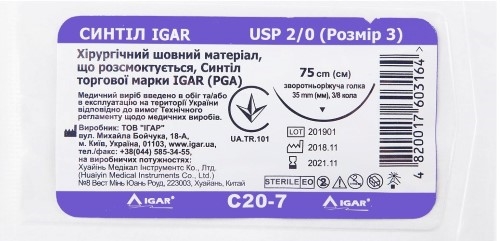 СИНТІЛ IGAR
USP 2/0 (Розмір 3)
Хірургічний шовний матеріал,
що розсмоктується, Синтіл
торгової марки IGAR (PGA)
Медичний виріб введено в обіг та/або
в експлуатацію на території України
відповідно до вимог Технічного
регламенту щодо медичних виробів.
Виробник: ТОВ "ІГАР"
вул. Михайла Бойчука, 18-А,
м. Київ, Україна, 01103, www.igar.ua,
тел./факс: +38(044) 585-34-55,
на виробничих потужностях:
Хуайінь Медікал Інструментс Ко., Лтд.
(Huaiyin Medical Instruments Co., Ltd.)
№8 Вест Мінь Юань Роуд, 223003, Хуайань, Китай
UA.TR.101
75 cm (см)
зворотньоріжуча голка
35 mm (мм), 3/8 кола
LOT 201901
2018.11
2021.11
STERILE EO 2
4820017603164
IGAR®
C20-7
IGAR®